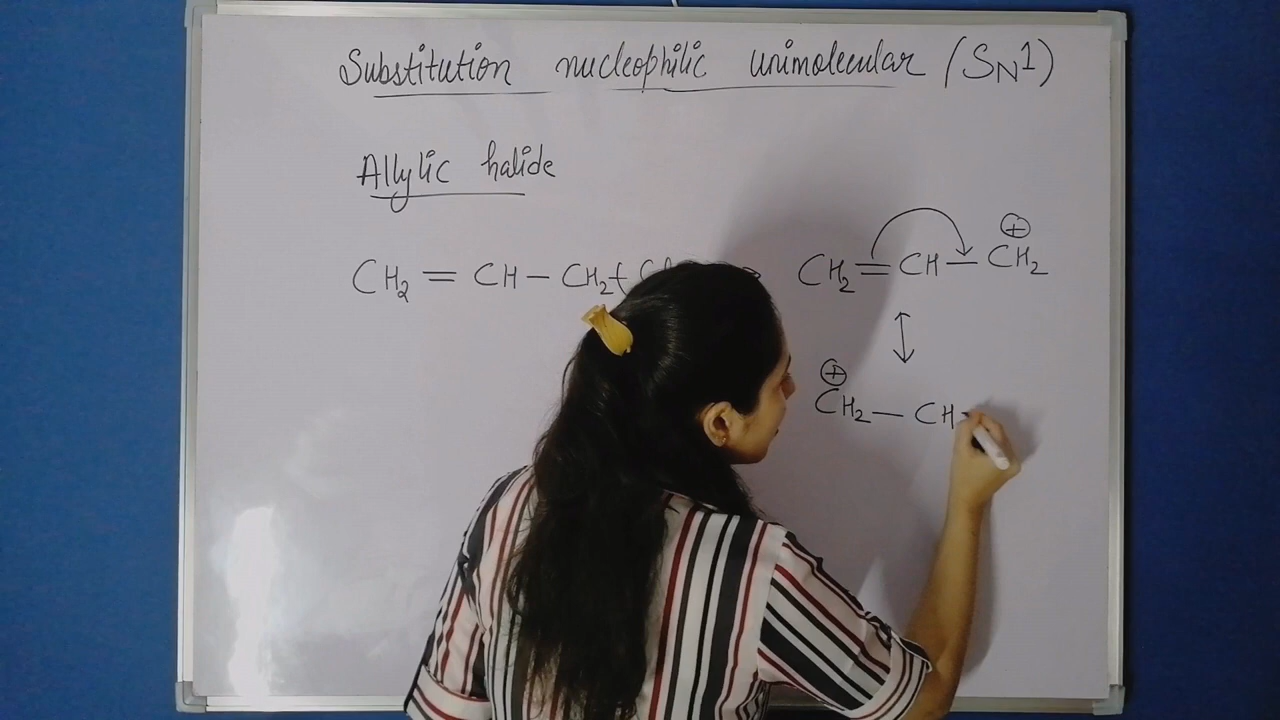 Substitution nucleophilic unimolecular (SN1)
Allylic halide
CH2 = CH – CH2
CH2 = CH – CH2 ⊕
↕
⊕ CH2 – CH